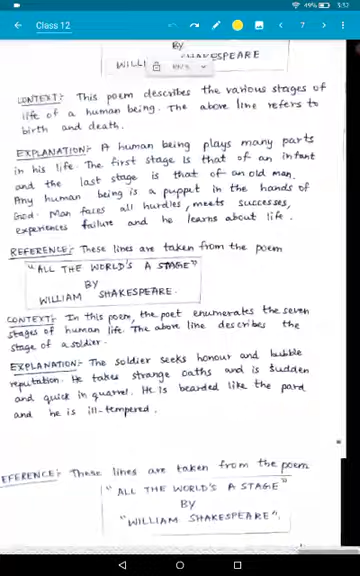 49% 3:32
Class 12
7
BY
WILLI SHAKESPEARE
CONTEXT:- This poem describes the various stages of
life of a human being. The above line refers to
birth and death.
EXPLANATION:- A human being plays many parts
in his life. The first stage is that of an infant
and the last stage is that of an old man.
Any human being is a puppet in the hands of
God. Man faces all hurdles, meets successes,
experiences failure and he learns about life.
REFERENCE:- These lines are taken from the poem
"ALL THE WORLD'S A STAGE"
BY
WILLIAM SHAKESPEARE.
CONTEXT:- In this poem, the poet enumerates the seven
stages of human life. The above line describes the
stage of a soldier.
EXPLANATION:- The soldier seeks honour and bubble
reputation. He takes strange oaths and is sudden
and quick in quarrel. He is bearded like the pard
and he is ill-tempered.
EFERENCE:- These lines are taken from the poem
"ALL THE WORLD'S A STAGE"
BY
"WILLIAM SHAKESPEARE".